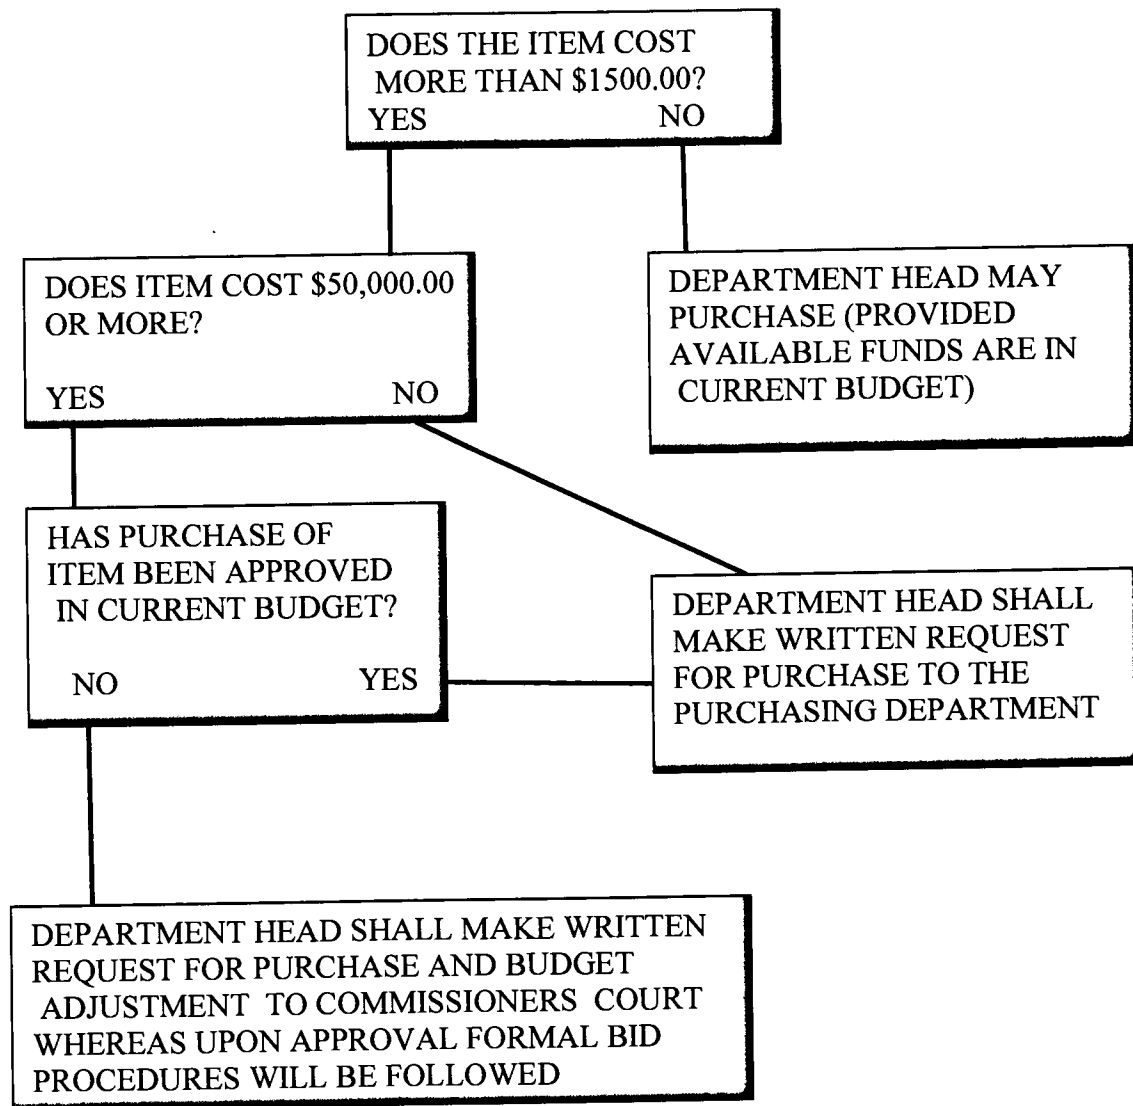 DOES THE ITEM COST
MORE THAN $1500.00?
YES NO
DOES ITEM COST $50,000.00
OR MORE?
YES NO
DEPARTMENT HEAD MAY
PURCHASE (PROVIDED
AVAILABLE FUNDS ARE IN
CURRENT BUDGET)
HAS PURCHASE OF
ITEM BEEN APPROVED
IN CURRENT BUDGET?
NO YES
DEPARTMENT HEAD SHALL
MAKE WRITTEN REQUEST
FOR PURCHASE TO THE
PURCHASING DEPARTMENT
DEPARTMENT HEAD SHALL MAKE WRITTEN
REQUEST FOR PURCHASE AND BUDGET
ADJUSTMENT TO COMMISSIONERS COURT
WHEREAS UPON APPROVAL FORMAL BID
PROCEDURES WILL BE FOLLOWED